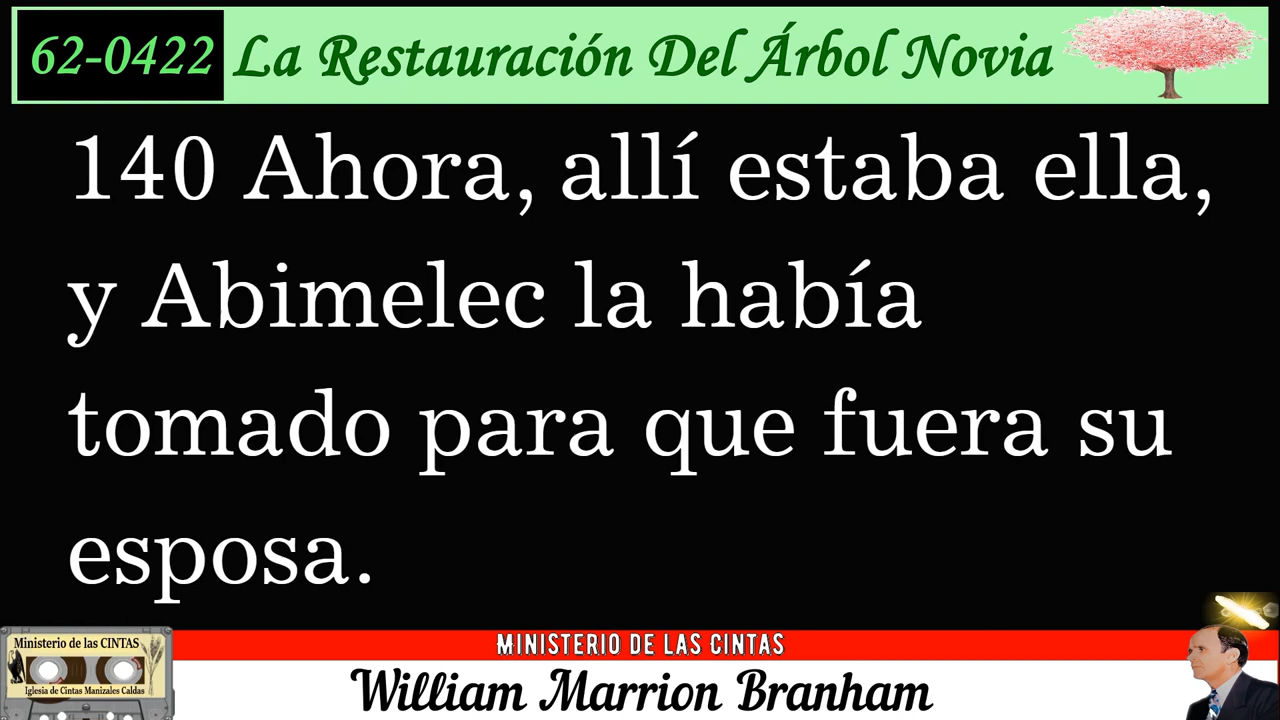 62-0422 La Restauración Del Árbol Novia
140 Ahora, allí estaba ella,
y Abimelec la había
tomado para que fuera su
esposa.
MINISTERIO DE LAS CINTAS
Ministerio de las CINTAS
Iglesia de Cintas Manizales Caldas
William Marrion Branham